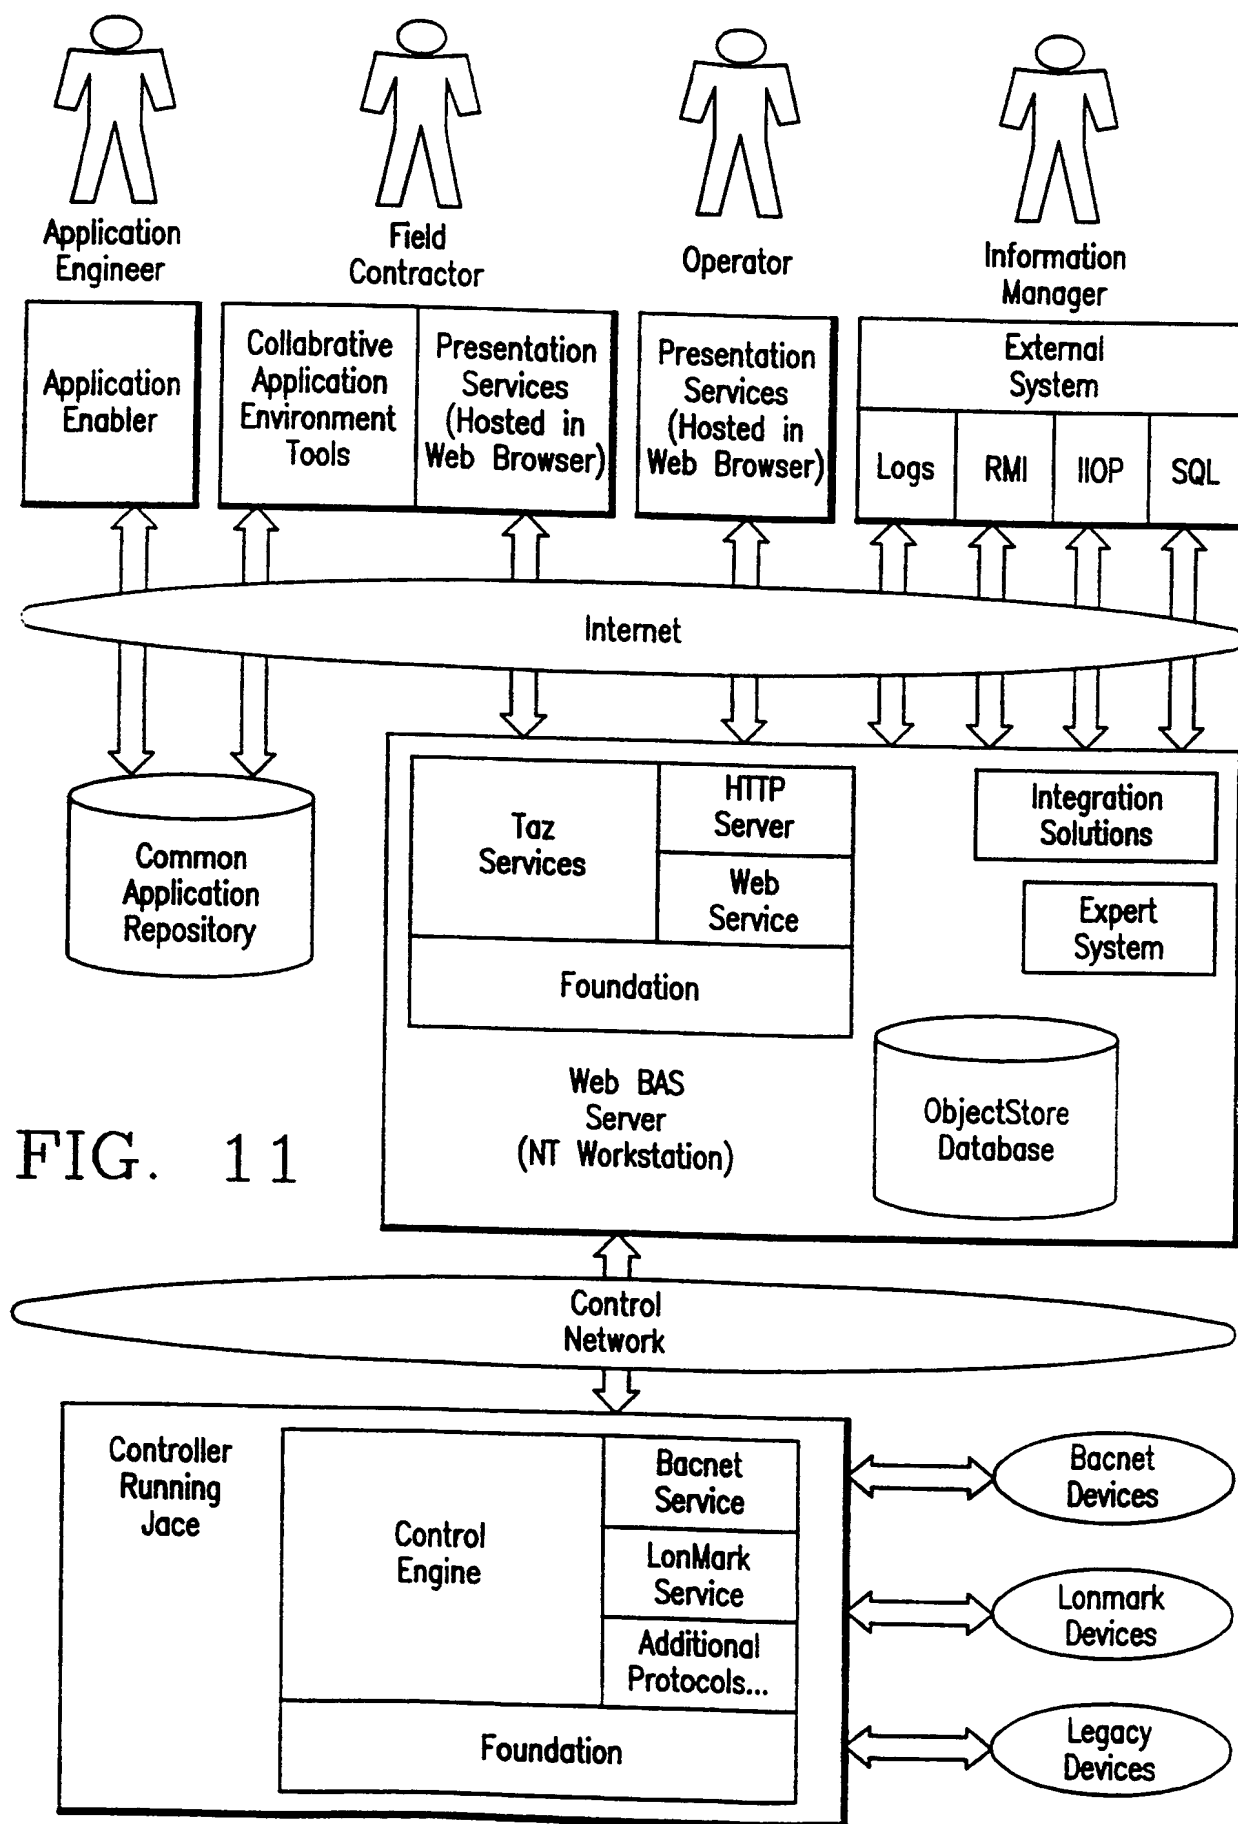 Application
Engineer
Field
Contractor
Operator
Information
Manager
Application
Enabler
Collabrative
Application
Environment
Tools
Presentation
Services
(Hosted in
Web Browser)
Presentation
Services
(Hosted in
Web Browser)
External
System
Logs
RMI
IIOP
SQL
Internet
Common
Application
Repository
Taz
Services
HTTP
Server
Web
Service
Foundation
Integration
Solutions
Expert
System
Web BAS
Server
(NT Workstation)
ObjectStore
Database
FIG. 11
Control
Network
Controller
Running
Jace
Control
Engine
Bacnet
Service
LonMark
Service
Additional
Protocols...
Foundation
Bacnet
Devices
Lonmark
Devices
Legacy
Devices